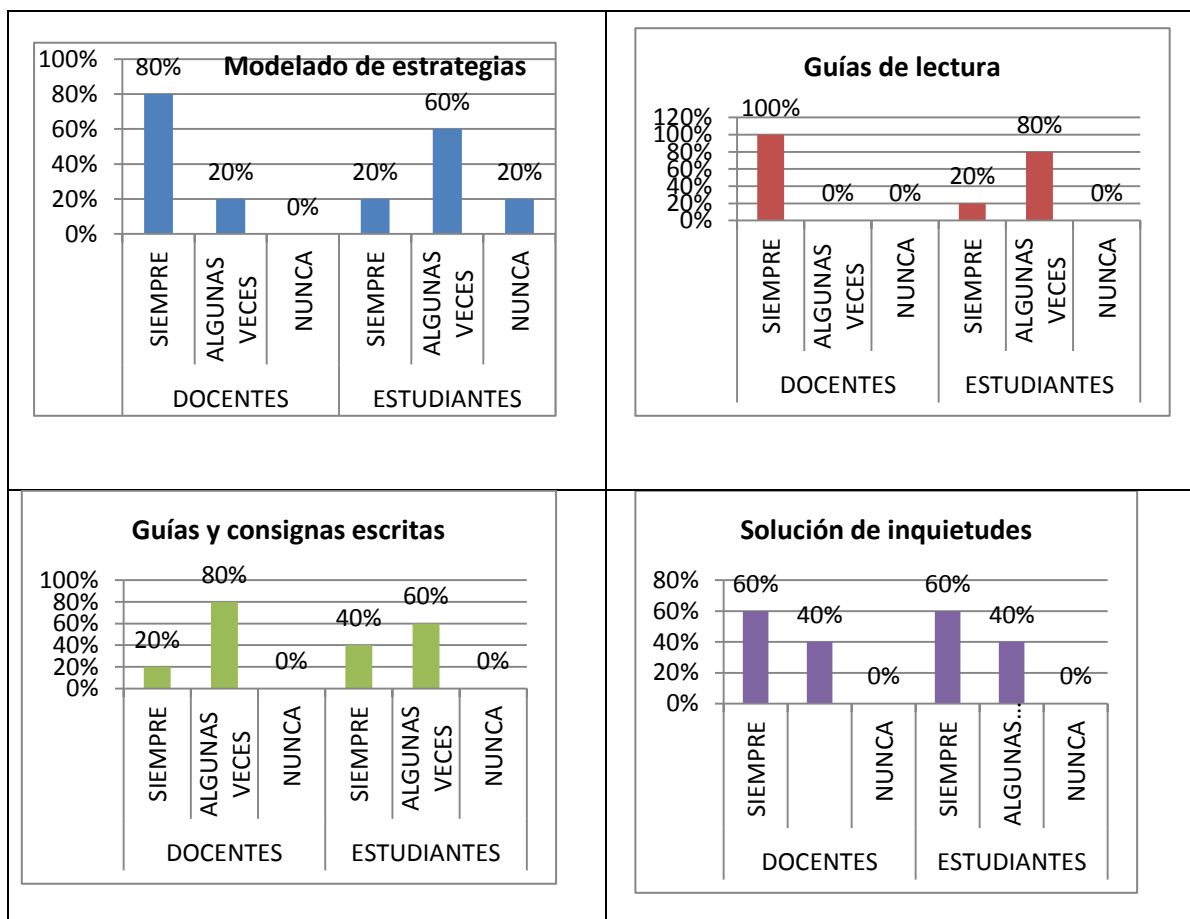 Modelado de estrategias
100%
80%
60%
40%
20%
0%
80%
20%
0%
20%
60%
20%
SIEMPRE
ALGUNAS
VECES
NUNCA
SIEMPRE
ALGUNAS
VECES
NUNCA
DOCENTES
ESTUDIANTES
Guías de lectura
120%
100%
80%
60%
40%
20%
0%
100%
0%
0%
20%
80%
0%
SIEMPRE
ALGUNAS
VECES
NUNCA
SIEMPRE
ALGUNAS
VECES
NUNCA
DOCENTES
ESTUDIANTES
Guías y consignas escritas
100%
80%
60%
40%
20%
0%
20%
80%
0%
40%
60%
0%
SIEMPRE
ALGUNAS
VECES
NUNCA
SIEMPRE
ALGUNAS
VECES
NUNCA
DOCENTES
ESTUDIANTES
Solución de inquietudes
80%
60%
40%
20%
0%
60%
40%
0%
60%
40%
0%
SIEMPRE
NUNCA
SIEMPRE
ALGUNAS…
NUNCA
DOCENTES
ESTUDIANTES